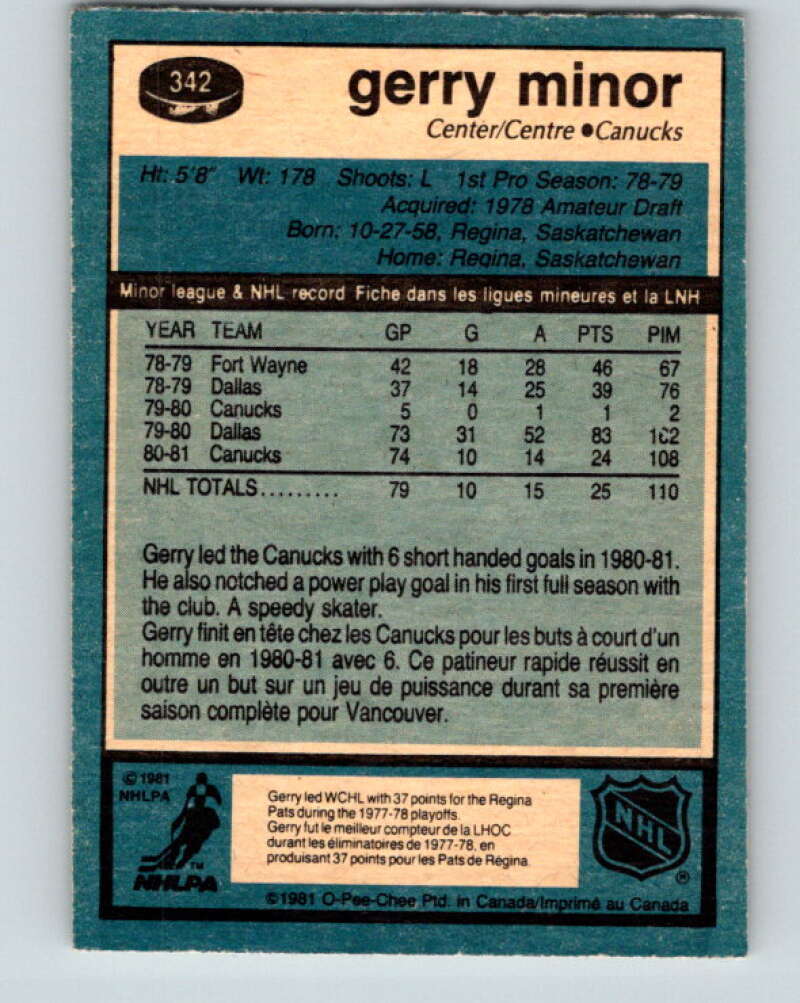 342
gerry minor
Center/Centre ●Canucks
Ht: 5'8" Wt: 178 Shoots: L 1st Pro Season: 78-79
Acquired: 1978 Amateur Draft
Born: 10-27-58, Regina, Saskatchewan
Home: Regina, Saskatchewan
Minor league & NHL record Fiche dans les ligues mineures et la LNH
YEAR TEAM GP G A PTS PIM
78-79 Fort Wayne 42 18 28 46 67
78-79 Dallas 37 14 25 39 76
79-80 Canucks 5 0 1 1 2
79-80 Dallas 73 31 52 83 162
80-81 Canucks 74 10 14 24 108
NHL TOTALS......... 79 10 15 25 110
Gerry led the Canucks with 6 short handed goals in 1980-81.
He also notched a power play goal in his first full season with
the club. A speedy skater.
Gerry finit en tête chez les Canucks pour les buts à court d'un
homme en 1980-81 avec 6. Ce patineur rapide réussit en
outre un but sur un jeu de puissance durant sa première
saison complète pour Vancouver.
© 1981
NHLPA
TM
NHLPA
Gerry led WCHL with 37 points for the Regina
Pats during the 1977-78 playoffs.
Gerry fut le meilleur compteur de la LHOC
durant les éliminatoires de 1977-78, en
produisant 37 points pour les Pats de Régina.
NHL
®
©1981 O-Pee-Chee Ptd. in Canada/Imprimé au Canada